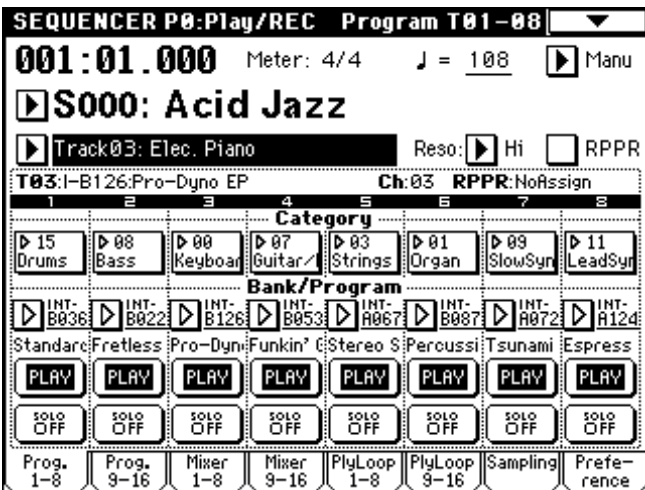 SEQUENCER P0:Play/REC Program T01-08
001:01.000 Meter: 4/4 ♩ = 108 Manu
S000: Acid Jazz
Track03: Elec. Piano Reso: Hi RPPR
T03:I-B126:Pro-Dyno EP Ch:03 RPPR:NoAssign
1 2 3 4 5 6 7 8
Category
15 08 00 07 03 01 09 11
Drums Bass Keyboar Guitar/ Strings Organ SlowSyn LeadSyn
Bank/Program
INT- INT- INT- INT- INT- INT- INT- INT-
B036 B022 B126 B053 A067 B087 A072 A124
Standard Fretless Pro-Dyn Funkin' Stereo S Percussi Tsunami Espress
PLAY PLAY PLAY PLAY PLAY PLAY PLAY PLAY
SOLO SOLO SOLO SOLO SOLO SOLO SOLO SOLO
OFF OFF OFF OFF OFF OFF OFF OFF
Prog. Prog. Mixer Mixer PlyLoop PlyLoop Sampling Prefe-
1-8 9-16 1-8 9-16 1-8 9-16 rence